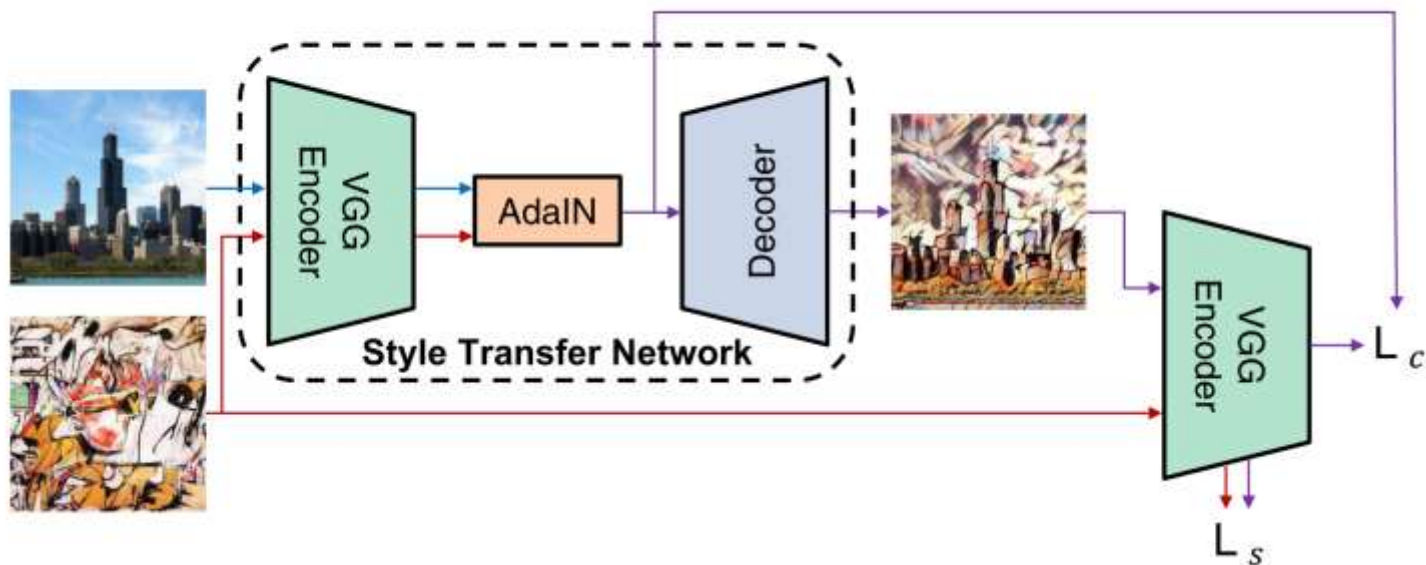 VGG
Encoder
AdaIN
Decoder
Style Transfer Network
VGG
Encoder
L c
L s